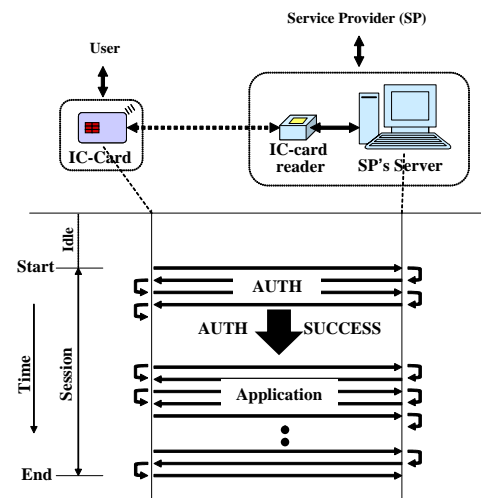 Service Provider (SP)
User
IC-Card
IC-card
reader
SP's Server
Idle
Start
AUTH
AUTH SUCCESS
Time
Session
Application
End